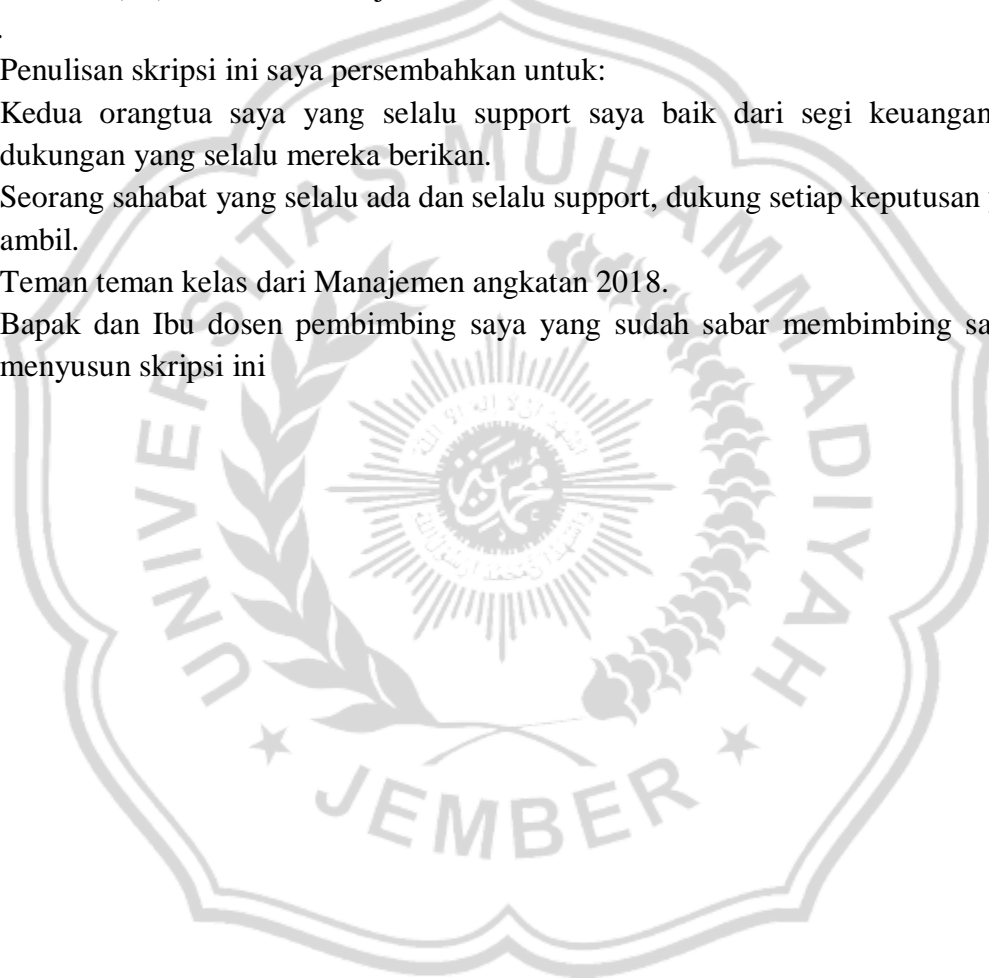 Penulisan skripsi ini saya persembahkan untuk:
Kedua orangtua saya yang selalu support saya baik dari segi keuangan
dukungan yang selalu mereka berikan.
Seorang sahabat yang selalu ada dan selalu support, dukung setiap keputusan
ambil.
Teman teman kelas dari Manajemen angkatan 2018.
Bapak dan Ibu dosen pembimbing saya yang sudah sabar membimbing
menyusun skripsi ini
UNIVERSITAS MUHAMMADIYAH
JEMBER